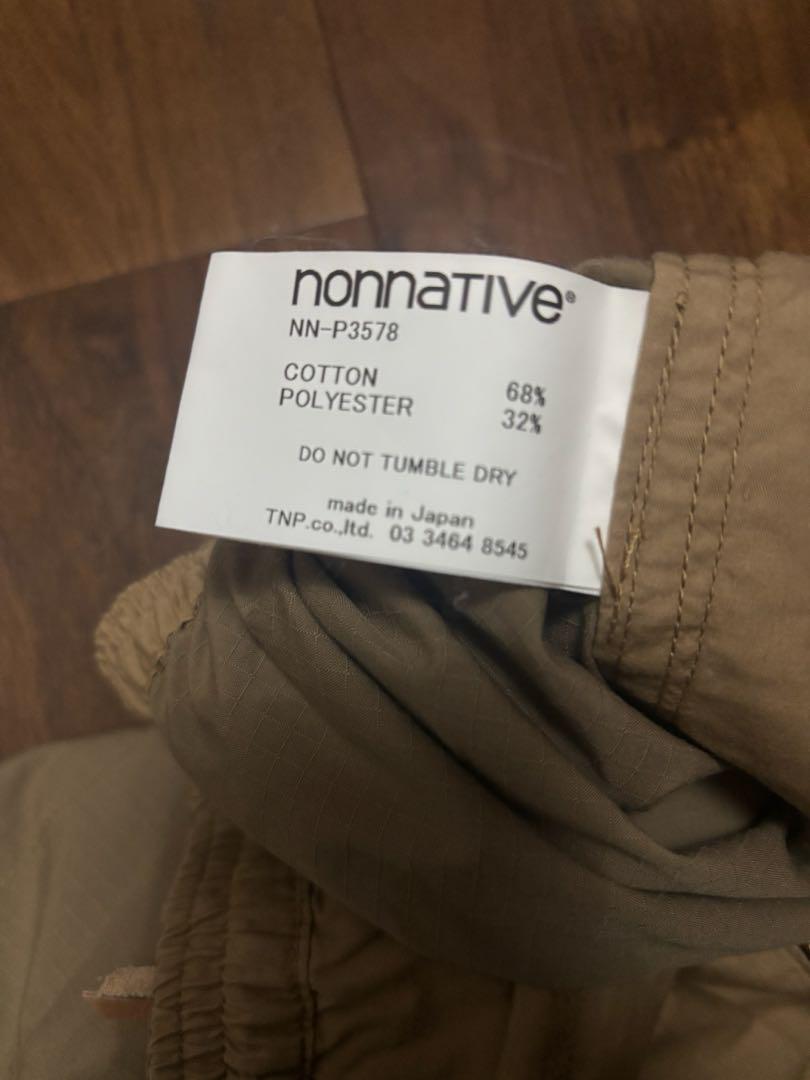 nonnaTIVe®
NN-P3578
COTTON 68%
POLYESTER 32%
DO NOT TUMBLE DRY
made in Japan
TNP.co.,ltd. 03 3464 8545